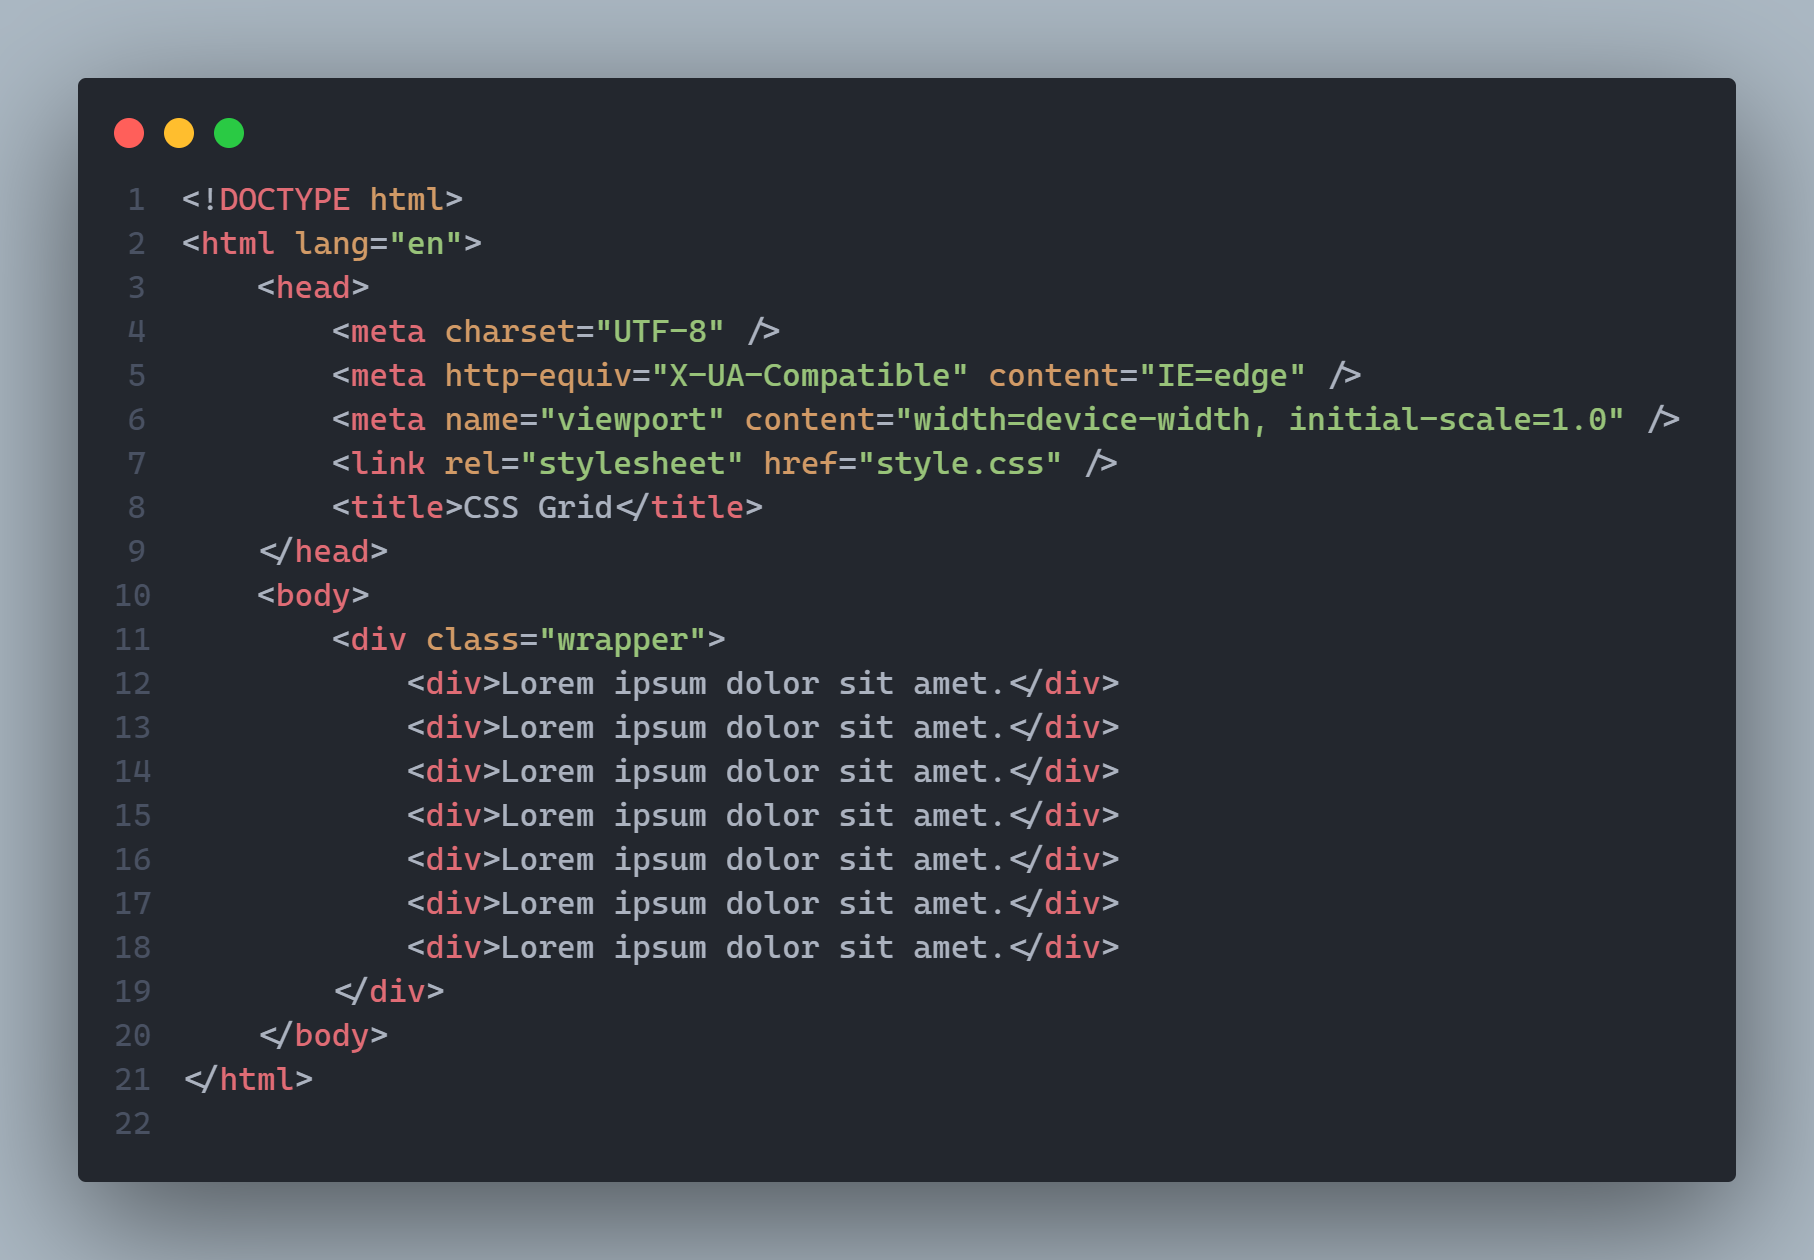 1 <!DOCTYPE html>
2 <html lang="en">
3     <head>
4         <meta charset="UTF-8" />
5         <meta http-equiv="X-UA-Compatible" content="IE=edge" />
6         <meta name="viewport" content="width=device-width, initial-scale=1.0" />
7         <link rel="stylesheet" href="style.css" />
8         <title>CSS Grid</title>
9     </head>
10     <body>
11         <div class="wrapper">
12             <div>Lorem ipsum dolor sit amet.</div>
13             <div>Lorem ipsum dolor sit amet.</div>
14             <div>Lorem ipsum dolor sit amet.</div>
15             <div>Lorem ipsum dolor sit amet.</div>
16             <div>Lorem ipsum dolor sit amet.</div>
17             <div>Lorem ipsum dolor sit amet.</div>
18             <div>Lorem ipsum dolor sit amet.</div>
19         </div>
20     </body>
21 </html>
22